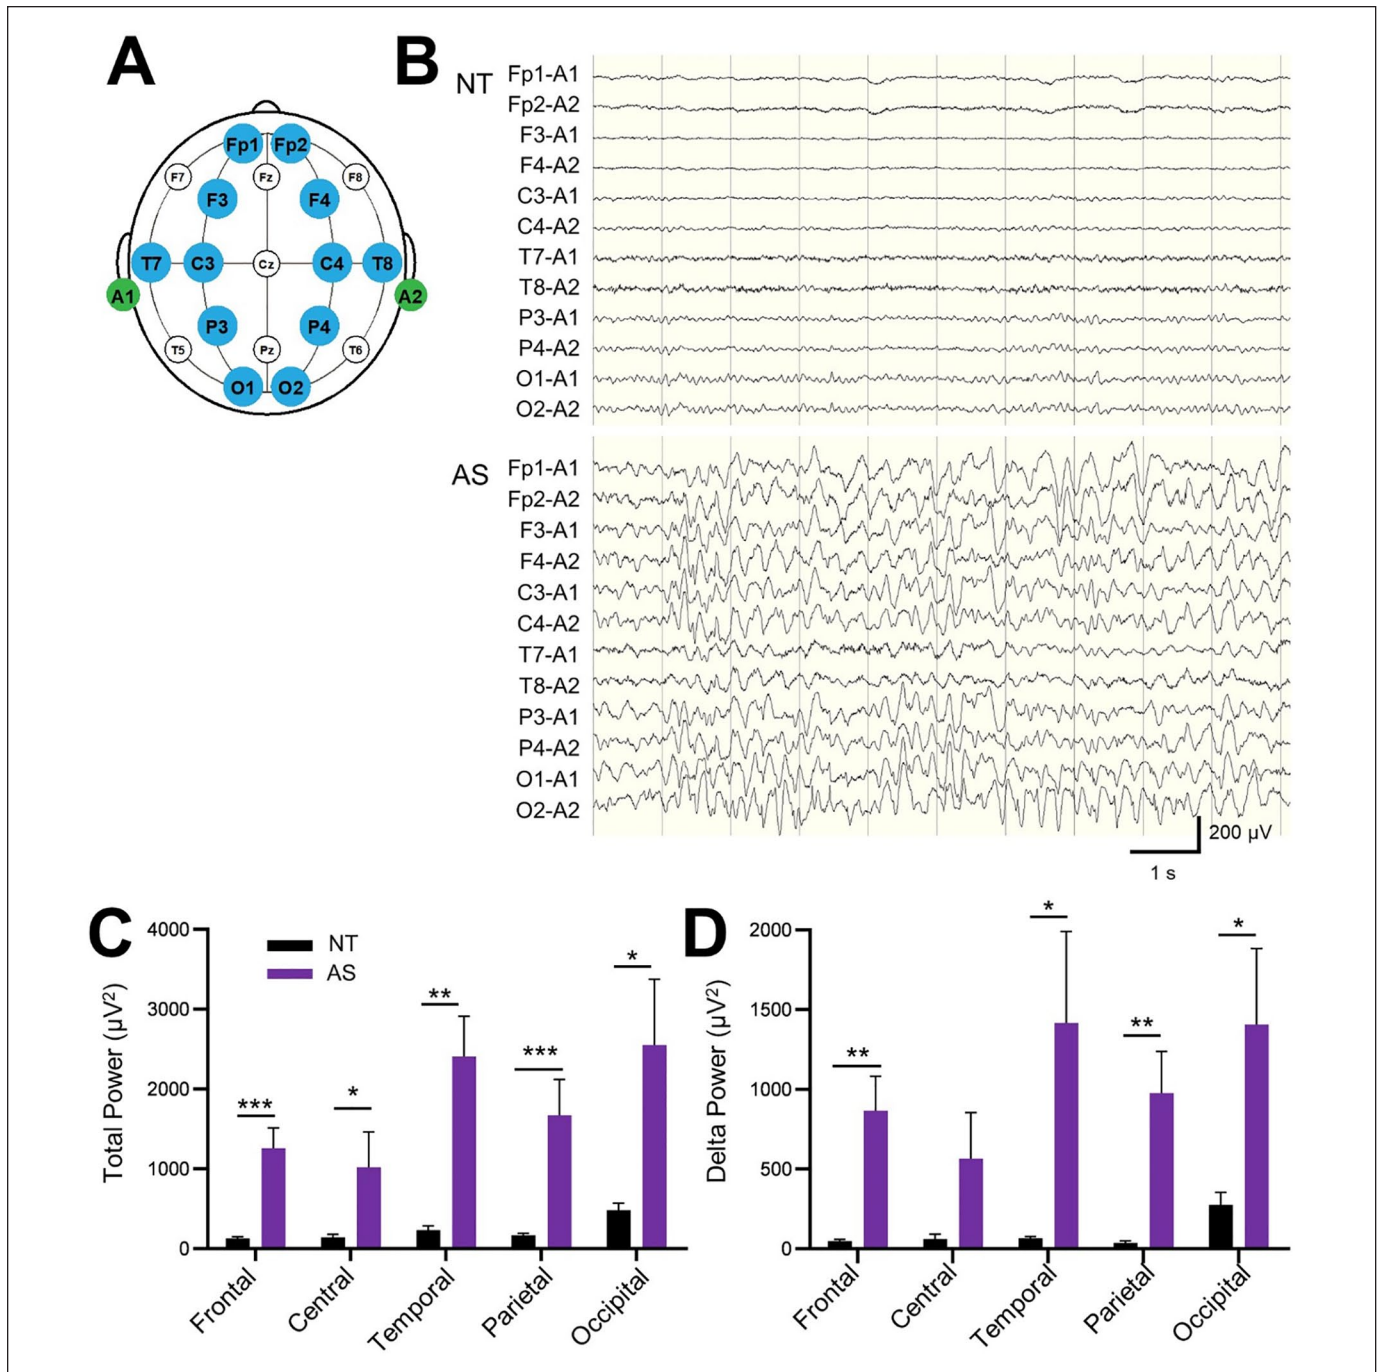 A
Fp1 Fp2
F7 Fz F8
F3 F4
T7 C3 Cz C4 T8
A1 A2
P3 P4
T5 Pz T6
O1 O2
B
NT
Fp1-A1
Fp2-A2
F3-A1
F4-A2
C3-A1
C4-A2
T7-A1
T8-A2
P3-A1
P4-A2
O1-A1
O2-A2
AS
Fp1-A1
Fp2-A2
F3-A1
F4-A2
C3-A1
C4-A2
T7-A1
T8-A2
P3-A1
P4-A2
O1-A1
O2-A2
200 µV
1 s
C
Total Power (µV²)
4000
3000
2000
1000
0
NT
AS
***
*
**
***
*
Frontal
Central
Temporal
Parietal
Occipital
D
Delta Power (µV²)
2000
1500
1000
500
0
**
*
**
*
Frontal
Central
Temporal
Parietal
Occipital